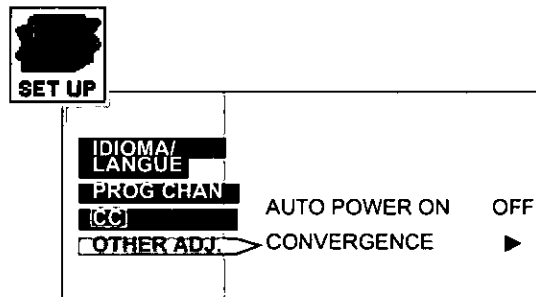 SET UP
IDIOMA/
LANGUE
PROG CHAN
CC
AUTO POWER ON OFF
OTHER ADJ. CONVERGENCE ▶